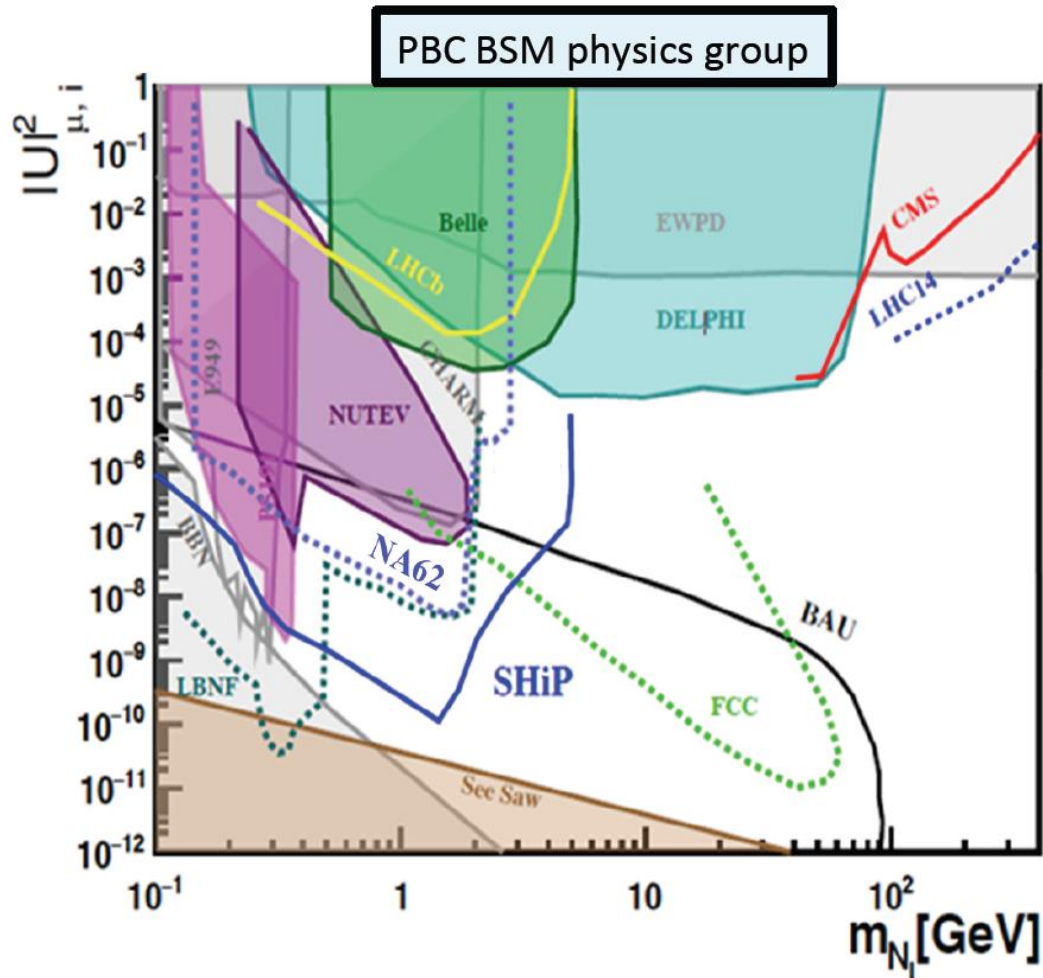 PBC BSM physics group
|U|²μ, i
1
10⁻¹
10⁻²
10⁻³
10⁻⁴
10⁻⁵
10⁻⁶
10⁻⁷
10⁻⁸
10⁻⁹
10⁻¹⁰
10⁻¹¹
10⁻¹²
Belle
EWPD
CMS
LHCb
LHC14
DELPHI
E949
CHARM
NUTEV
BBN
NA62
BAU
SHiP
LBNF
FCC
See Saw
10⁻¹
1
10
10²
m_N_I [GeV]